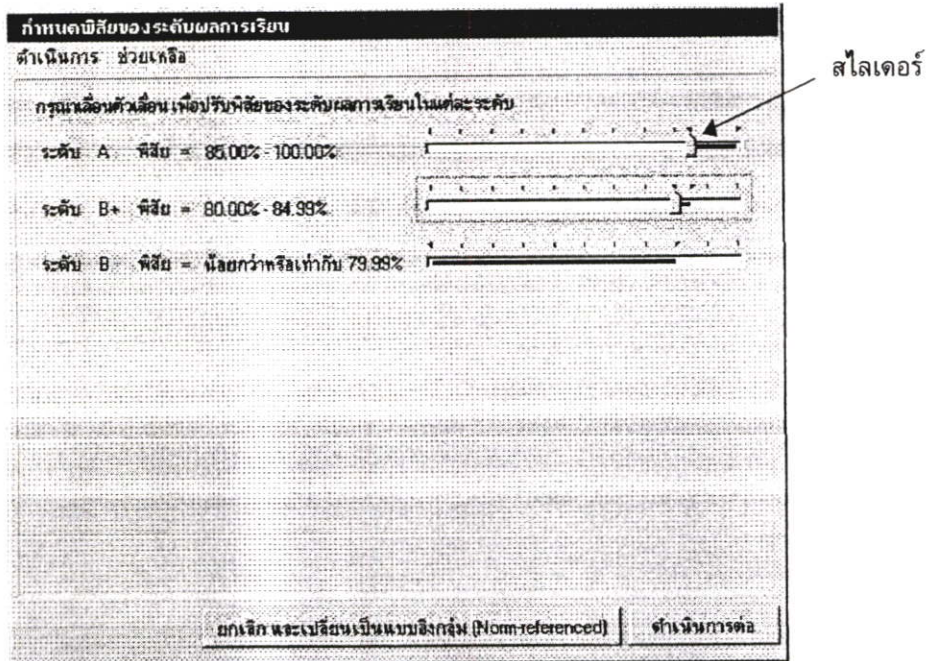 กำหนดพิสัยของระดับผลการเรียน
ดำเนินการ ช่วยเหลือ
สไลเดอร์
กรุณาเลื่อนตัวเลื่อน เพื่อปรับพิสัยของระดับผลการเรียนในแต่ละระดับ
ระดับ A พิสัย = 85.00% - 100.00%
ระดับ B+ พิสัย = 80.00% - 84.99%
ระดับ B พิสัย = น้อยกว่าหรือเท่ากับ 79.99%
ยกเลิก และเปลี่ยนเป็นแบบอิงกลุ่ม (Norm-referenced)
ดำเนินการต่อ